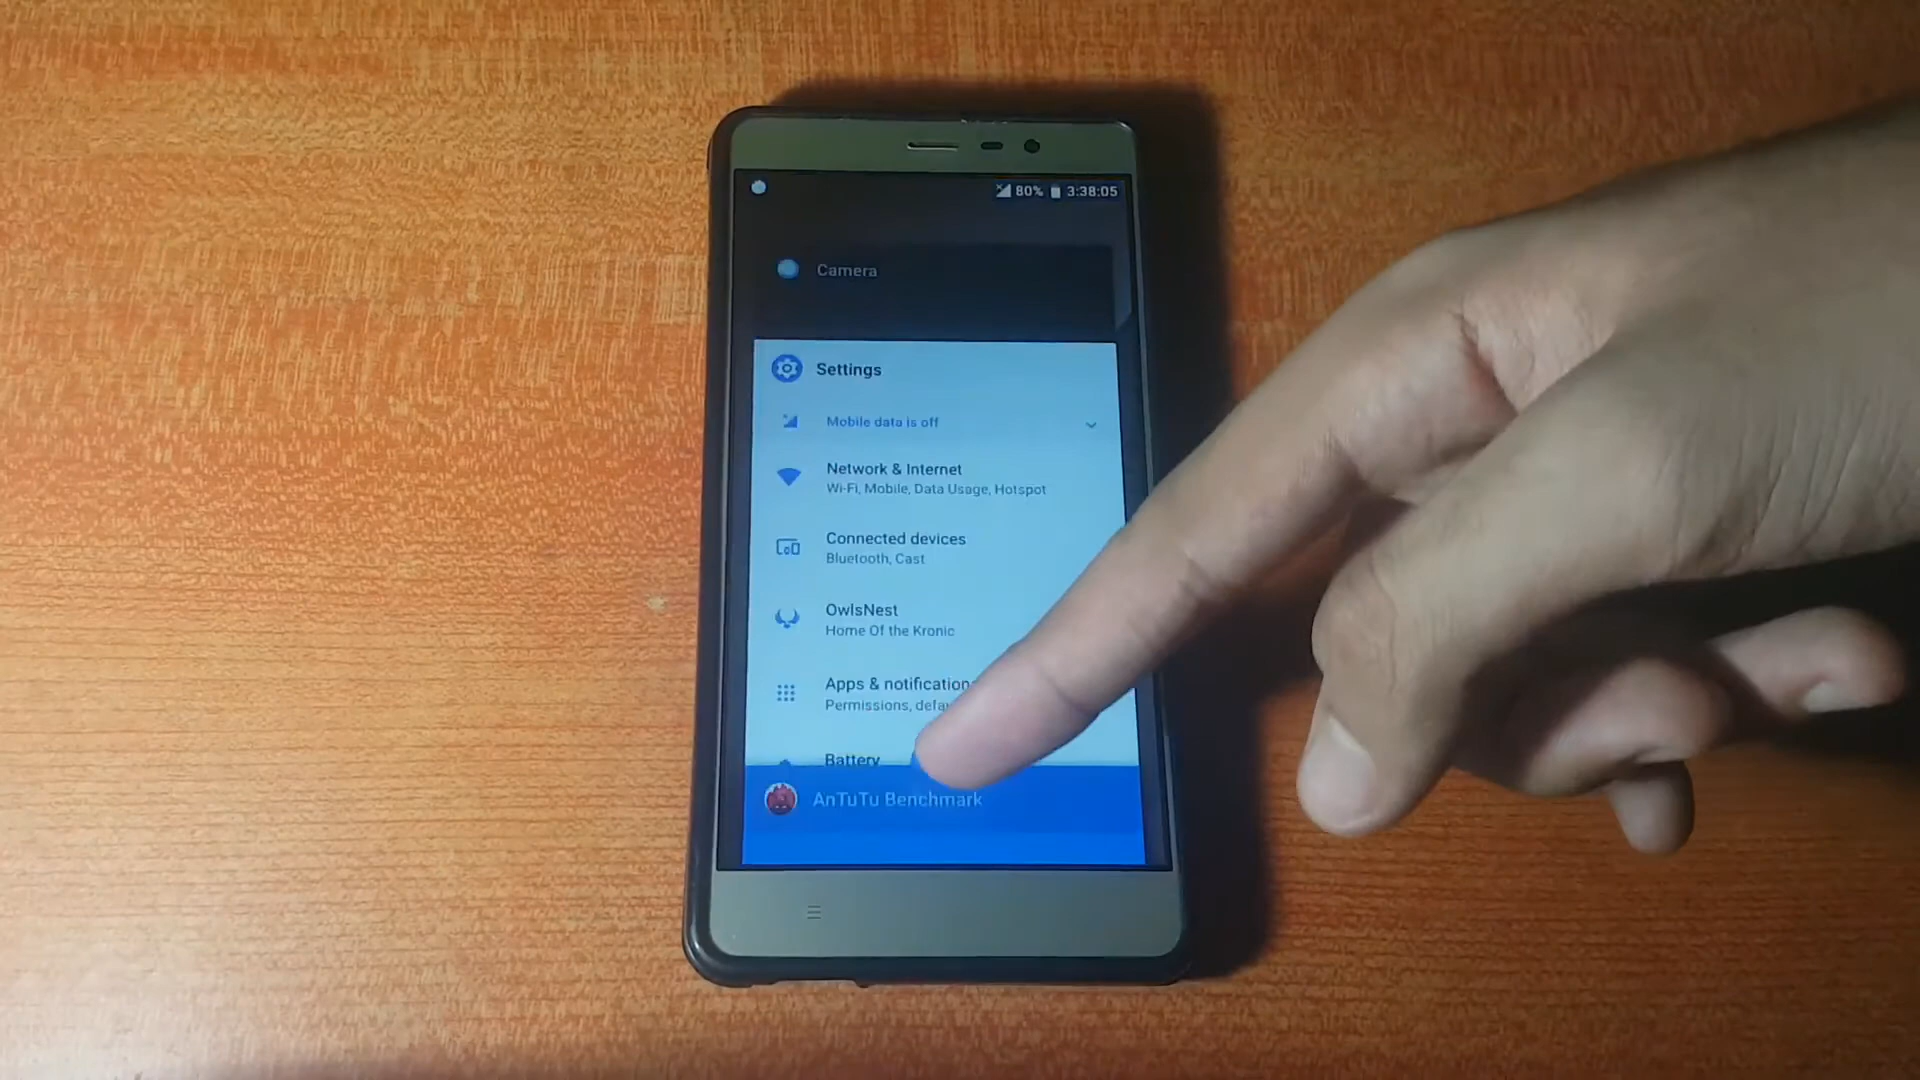 80% 3:38:05
Camera
Settings
Mobile data is off
Network & Internet
Wi-Fi, Mobile, Data Usage, Hotspot
Connected devices
Bluetooth, Cast
OwlsNest
Home Of the Kronic
Apps & notification
Permissions, defa
Battery
AnTuTu Benchmark